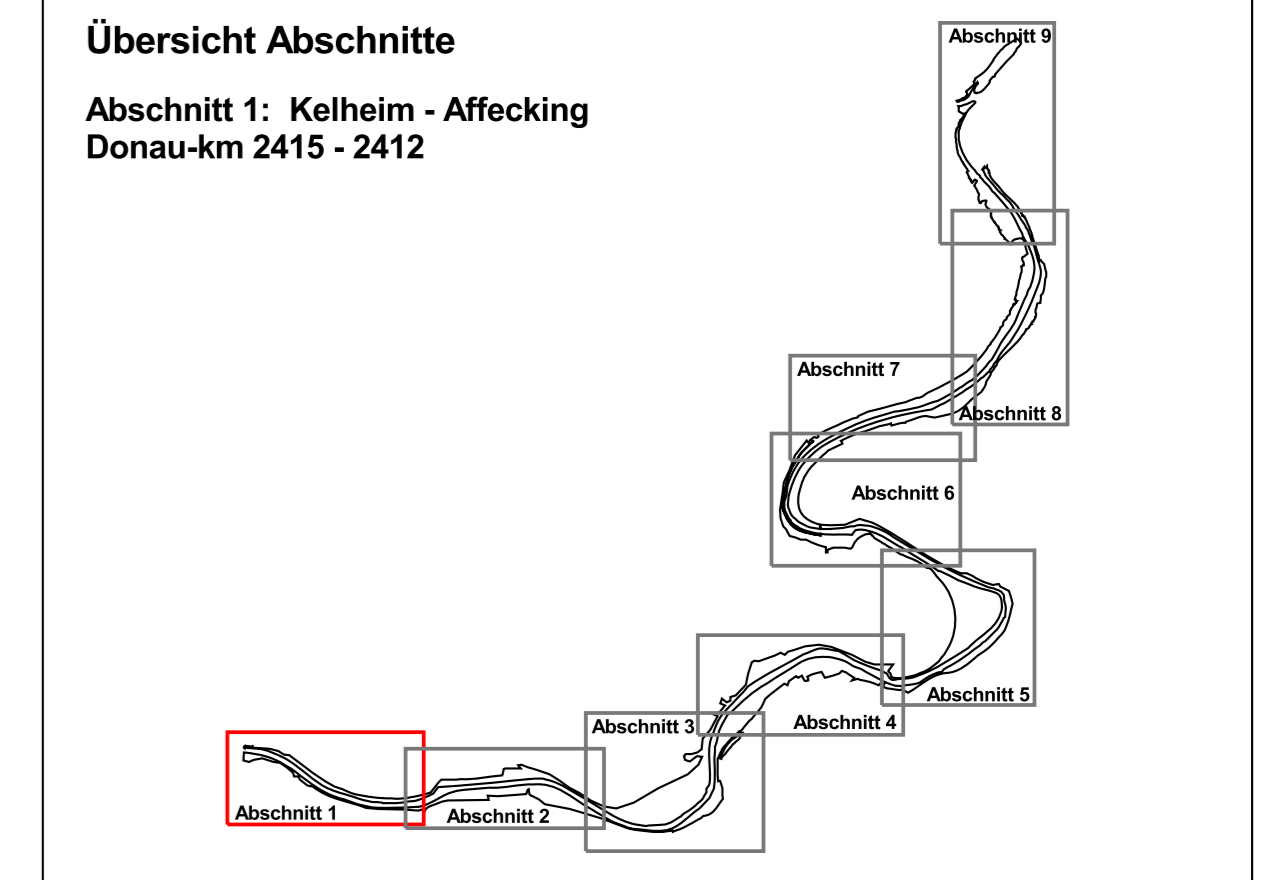 Übersicht Abschnitte
Abschnitt 1:  Kelheim - Affecking
Donau-km 2415 - 2412
Abschnitt 9
Abschnitt 7
Abschnitt 8
Abschnitt 6
Abschnitt 5
Abschnitt 4
Abschnitt 3
Abschnitt 1
Abschnitt 2